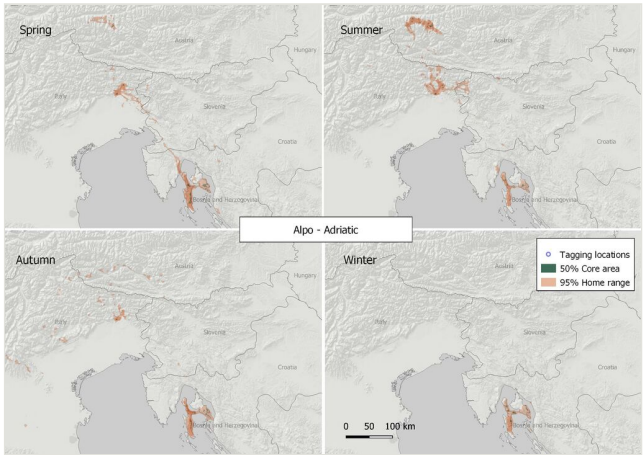 Spring
Austria
Hungary
Italy
Slovenia
Croatia
Bosnia and Herzegovina
Summer
Austria
Hungary
Italy
Slovenia
Croatia
Bosnia and Herzegovina
Alpo - Adriatic
Autumn
Austria
Hungary
Italy
Slovenia
Croatia
Bosnia and Herzegovina
Winter
Austria
Italy
Slovenia
Croatia
Bosnia and Herzegovina
Tagging locations
50% Core area
95% Home range
0 50 100 km